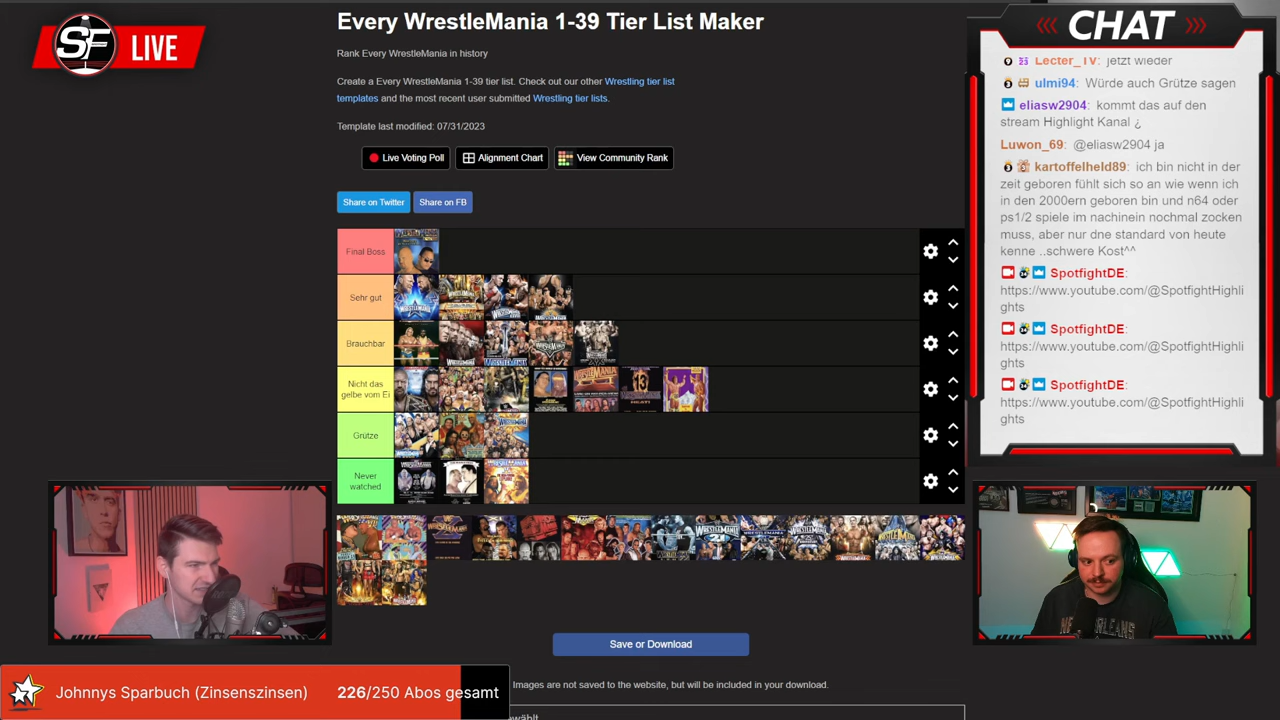 SF LIVE
Every WrestleMania 1-39 Tier List Maker
Rank Every WrestleMania in history
Create a Every WrestleMania 1-39 tier list. Check out our other Wrestling tier list
templates and the most recent user submitted Wrestling tier lists.
Template last modified: 07/31/2023
Live Voting Poll
Alignment Chart
View Community Rank
Share on Twitter
Share on FB
Final Boss
Sehr gut
Brauchbar
Nicht das
gelbe vom Ei
Grütze
Never
watched
Save or Download
Images are not saved to the website, but will be included in your download.
CHAT
Lecter_TV: jetzt wieder
ulmi94: Würde auch Grütze sagen
eliasw2904: kommt das auf den
stream Highlight Kanal ¿
Luwon_69: @eliasw2904 ja
kartoffelheld89: ich bin nicht in der
zeit geboren fühlt sich so an wie wenn ich
in den 2000ern geboren bin und n64 oder
ps1/2 spiele im nachinein nochmal zocken
muss, aber nur dne standard von heute
kenne ..schwere Kost^^
SpotfightDE:
https://www.youtube.com/@SpotfightHighli
ghts
SpotfightDE:
https://www.youtube.com/@SpotfightHighli
ghts
SpotfightDE:
https://www.youtube.com/@SpotfightHighli
ghts
Johnnys Sparbuch (Zinsenszinsen) 226/250 Abos gesamt